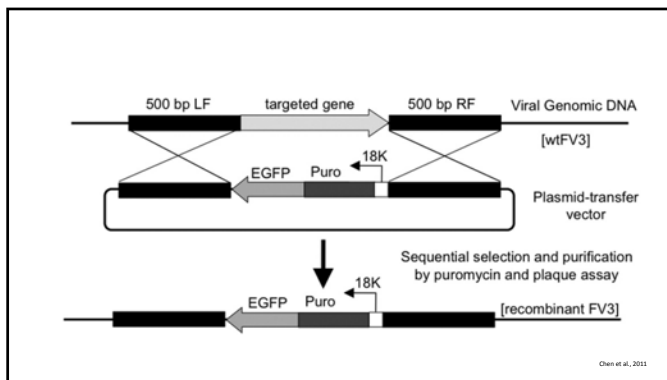 500 bp LF targeted gene 500 bp RF Viral Genomic DNA
[wtFV3]
18K
EGFP Puro
Plasmid-transfer
vector
Sequential selection and purification
by puromycin and plaque assay
18K
EGFP Puro [recombinant FV3]
Chen et al., 2011